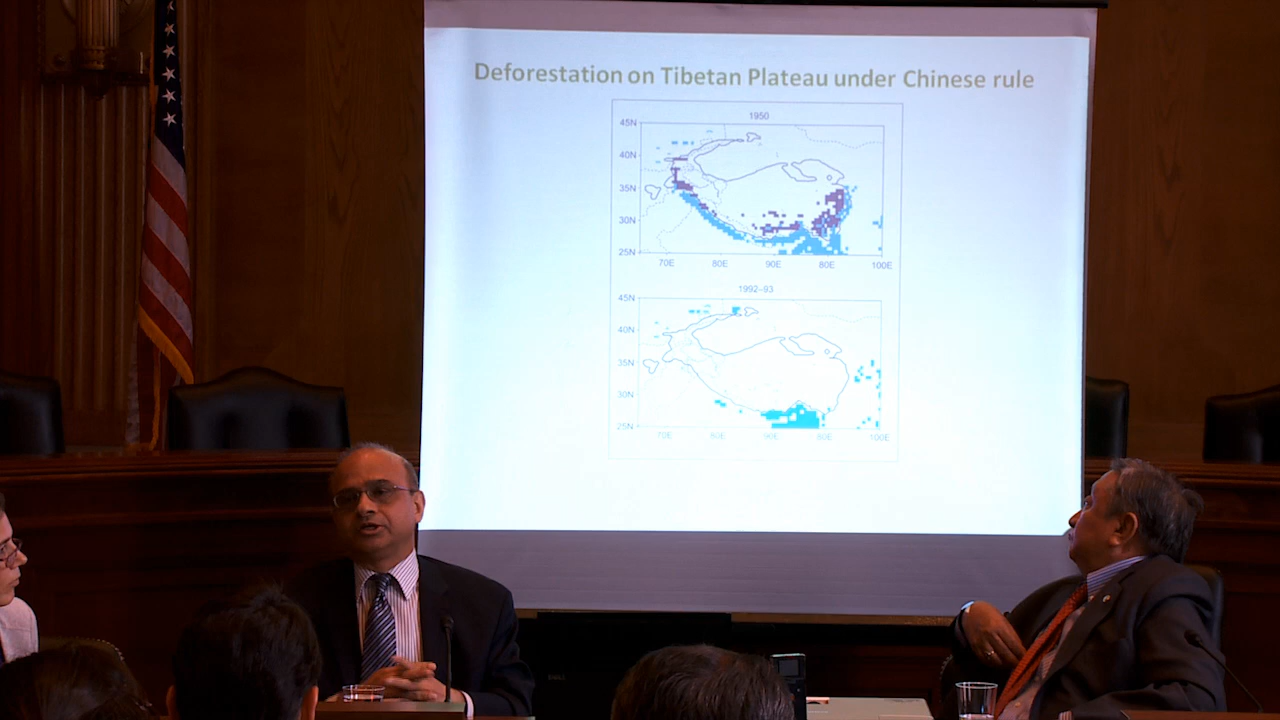 Deforestation on Tibetan Plateau under Chinese rule
1950
45N
40N
35N
30N
25N
70E 80E 90E 80E 100E
1992–93
45N
40N
35N
30N
25N
70E 80E 90E 80E 100E